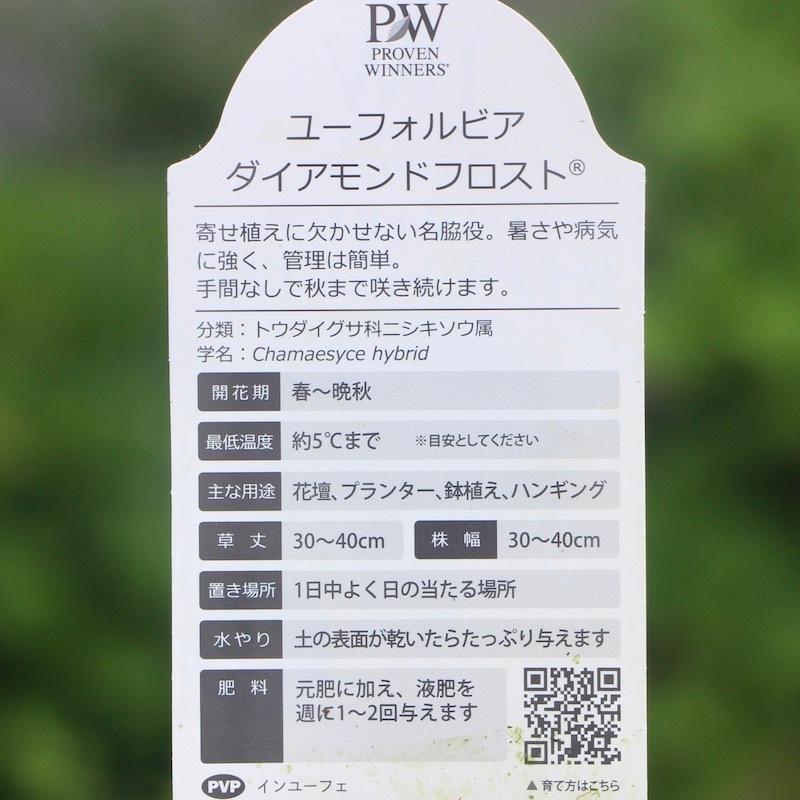 PW
PROVEN
WINNERS®
ユーフォルビア
ダイアモンドフロスト®
寄せ植えに欠かせない名脇役。暑さや病気
に強く、管理は簡単。
手間なしで秋まで咲き続けます。
分類：トウダイグサ科ニシキソウ属
学名：Chamaesyce hybrid
開花期 春〜晩秋
最低温度 約5℃まで ※目安としてください
主な用途 花壇、プランター、鉢植え、ハンギング
草丈 30〜40cm 株幅 30〜40cm
置き場所 1日中よく日の当たる場所
水やり 土の表面が乾いたらたっぷり与えます
肥料 元肥に加え、液肥を
週に1〜2回与えます
PVP インユーフェ ▲育て方はこちら